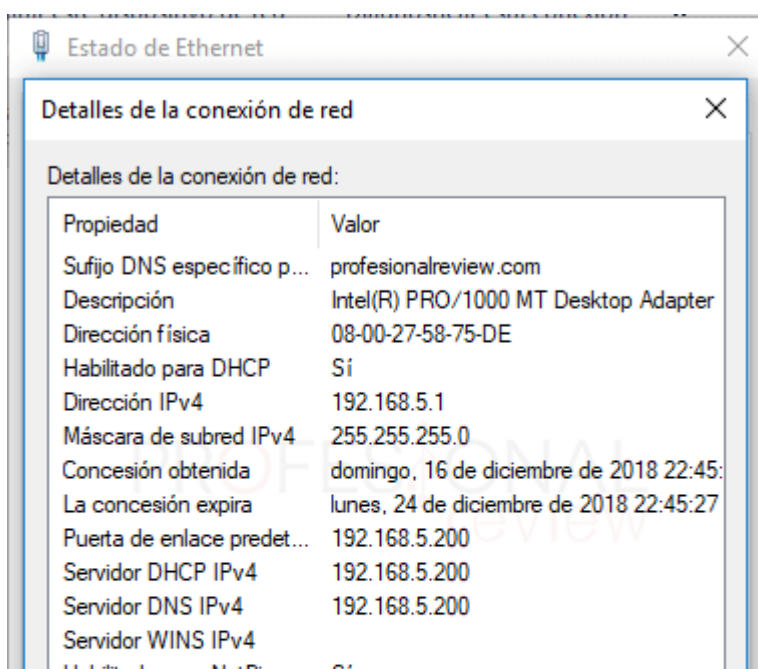 Estado de Ethernet
Detalles de la conexión de red
Detalles de la conexión de red:
Propiedad Valor
Sufijo DNS específico p... profesionalreview.com
Descripción Intel(R) PRO/1000 MT Desktop Adapter
Dirección física 08-00-27-58-75-DE
Habilitado para DHCP Sí
Dirección IPv4 192.168.5.1
Máscara de subred IPv4 255.255.255.0
Concesión obtenida domingo, 16 de diciembre de 2018 22:45:
La concesión expira lunes, 24 de diciembre de 2018 22:45:27
Puerta de enlace predet... 192.168.5.200
Servidor DHCP IPv4 192.168.5.200
Servidor DNS IPv4 192.168.5.200
Servidor WINS IPv4
PROFESIONAL
review